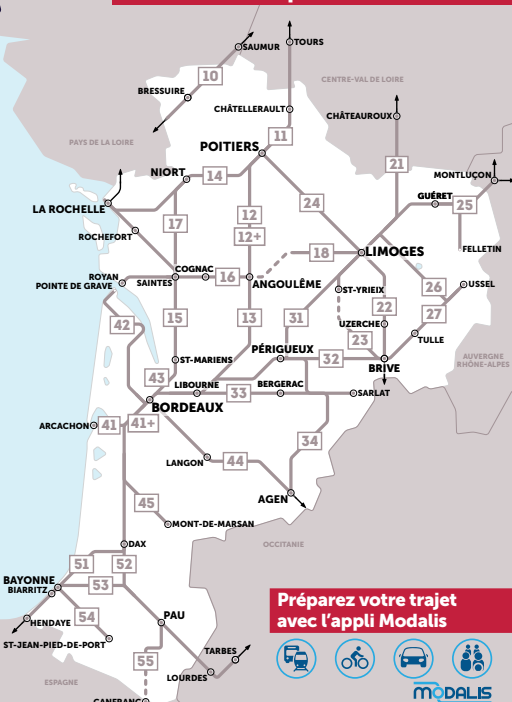 SAUMUR
TOURS
10
CENTRE-VAL DE LOIRE
BRESSUIRE
CHÂTELLERAULT
CHÂTEAUROUX
11
PAYS DE LA LOIRE
POITIERS
21
NIORT
14
MONTLUÇON
GUÉRET
LA ROCHELLE
17
12
24
25
12+
ROCHEFORT
18
LIMOGES
FELLETIN
COGNAC
ROYAN
16
POINTE DE GRAVE
SAINTES
ANGOULÊME
ST-YRIEIX
26
USSEL
42
15
13
31
22
27
UZERCHE
23
TULLE
PÉRIGUEUX
ST-MARIENS
32
AUVERGNE
RHÔNE-ALPES
BRIVE
43
LIBOURNE
33
BERGERAC
SARLAT
BORDEAUX
ARCACHON
41
41+
34
LANGON
44
AGEN
45
MONT-DE-MARSAN
DAX
OCCITANIE
51
52
BAYONNE
53
BIARRITZ
54
HENDAYE
PAU
ST-JEAN-PIED-DE-PORT
TARBES
55
LOURDES
ESPAGNE
CANFRANC
Préparez votre trajet
avec l'appli Modalis
MODALIS